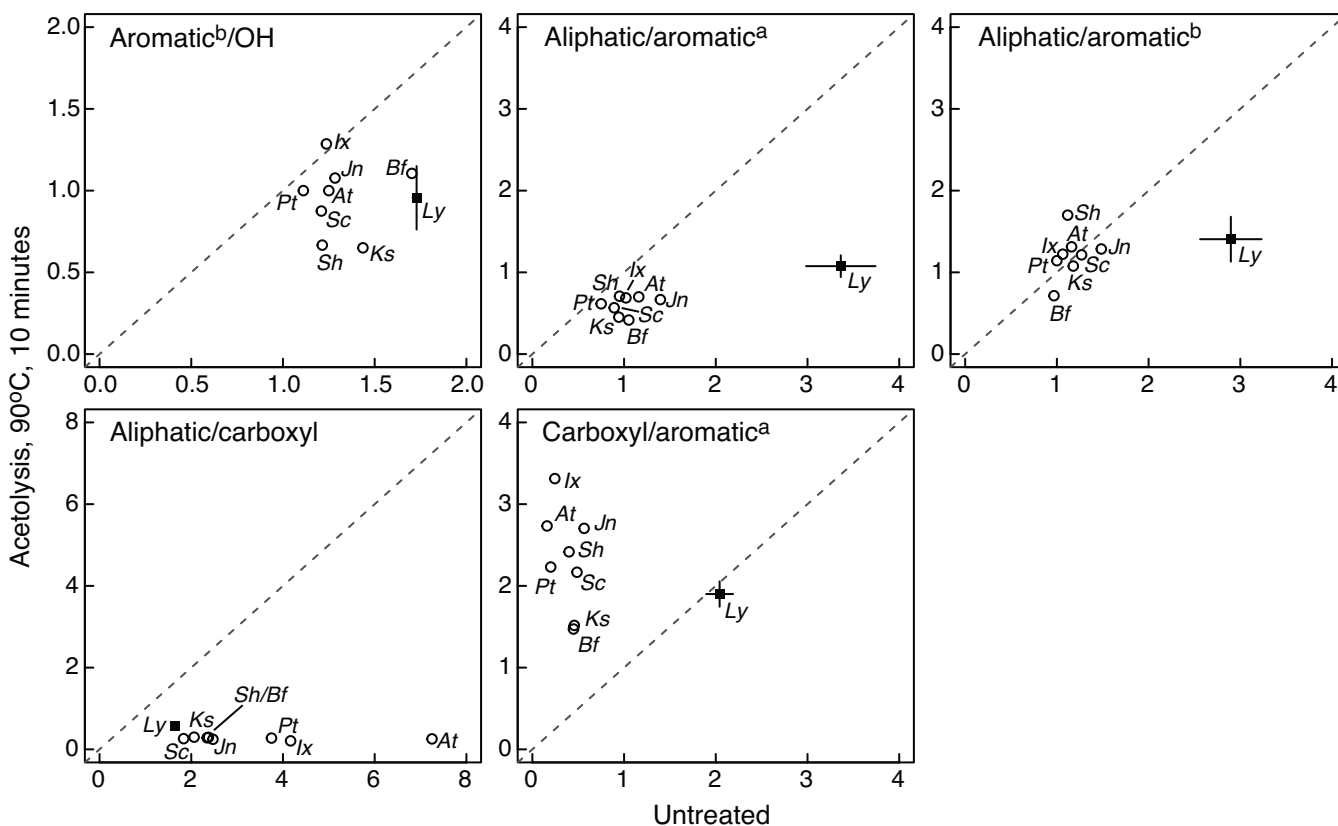 Acetolysis, 90ºC, 10 minutes
Aromaticᵇ/OH
2.0
1.5
1.0
0.5
0.0
0.0 0.5 1.0 1.5 2.0
Ix
Jn
Bf
Pt
At
Ly
Sc
Sh
Ks
Aliphatic/aromaticᵃ
4
3
2
1
0
0 1 2 3 4
Sh
Ix
At
Pt
Jn
Sc
Ks
Bf
Ly
Aliphatic/aromaticᵇ
4
3
2
1
0
0 1 2 3 4
Sh
At
Ix
Jn
Pt
Sc
Ks
Bf
Ly
Aliphatic/carboxyl
8
6
4
2
0
0 2 4 6 8
Sh/Bf
Ly
Ks
Pt
Sc
Jn
Ix
At
Carboxyl/aromaticᵃ
4
3
2
1
0
0 1 2 3 4
Ix
At
Jn
Sh
Pt
Sc
Ks
Bf
Ly
Untreated